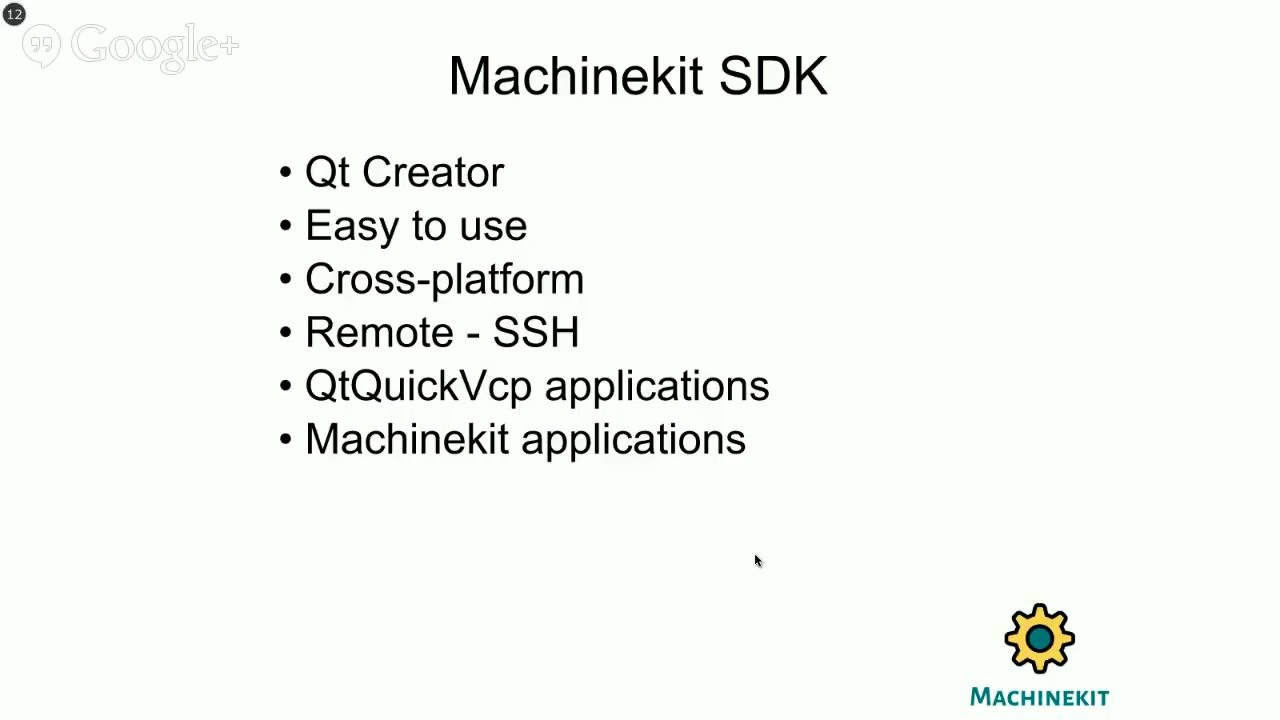 12
Google+
Machinekit SDK
• Qt Creator
• Easy to use
• Cross-platform
• Remote - SSH
• QtQuickVcp applications
• Machinekit applications
MACHINEKIT